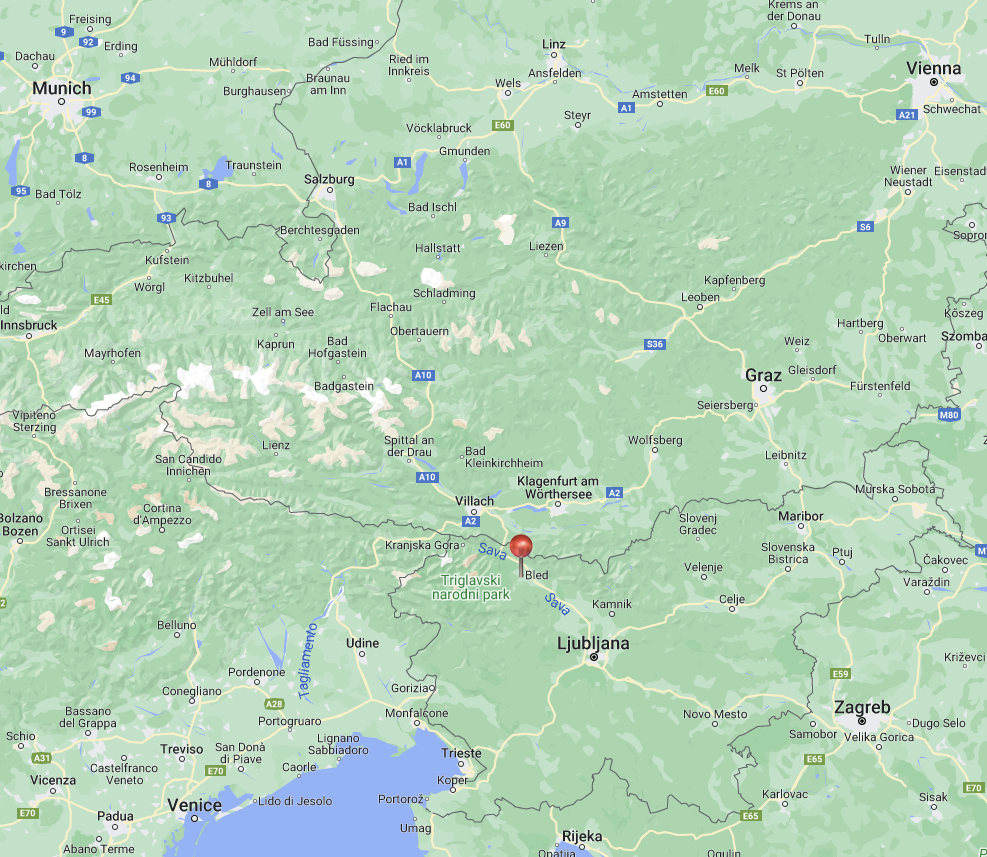 Freising
Krems an
der Donau
9
92
Erding
Bad Füssing
Linz
Tulln
Dachau
Mühldorf
Ried im
Innkreis
Vienna
94
Braunau
am Inn
Ansfelden
Melk
St Pölten
Munich
Burghausen
Wels
Amstetten
E60
A1
Schwechat
99
Steyr
A21
E60
Vöcklabruck
8
Gmunden
A1
Rosenheim
Traunstein
Wiener
Neustadt
Eisenstad
Salzburg
8
95
Bad Tölz
Bad Ischl
93
A9
S6
Berchtesgaden
Sopron
Hallstatt
Liezen
kirchen
Kufstein
Kitzbuhel
Kapfenberg
Wörgl
Schladming
E45
Leoben
Flachau
ld
Zell am See
Kőszeg
Innsbruck
Hartberg
Obertauern
Oberwart
Kaprun
Bad
Hofgastein
S36
Weiz
Szomba
Mayrhofen
Gleisdorf
A10
Graz
Badgastein
Fürstenfeld
Seiersberg
Vipiteno
Sterzing
M80
Lienz
Spittal an
der Drau
Wolfsberg
Bad
Kleinkirchheim
Leibnitz
San Candido
Innichen
A10
Bressanone
Brixen
Klagenfurt am
Wörthersee
A2
Murska Sobota
Villach
Cortina
d'Ampezzo
Bolzano
Bozen
A2
Slovenj
Gradec
Maribor
Ortisei
Sankt Ulrich
Kranjska Gora
Sava
Slovenska
Bistrica
Ptuj
M7
Čakovec
Velenje
Bled
Triglavski
narodni park
Varaždin
2
Sava
Kamnik
Celje
Belluno
Tagliamento
Udine
Ljubljana
Križevci
Pordenone
E59
Conegliano
Gorizia
A28
Zagreb
Bassano
del Grappa
Monfalcone
Novo Mesto
Portogruaro
Dugo Selo
Samobor
Schio
Lignano
Sabbiadoro
Velika Gorica
Treviso
San Donà
di Piave
Trieste
A31
E65
Castelfranco
Veneto
E70
Caorle
Vicenza
Koper
E70
Karlovac
Venice
Lido di Jesolo
Portorož
Sisak
E70
Padua
E65
Umag
Rijeka
Abano Terme
Opatija
Ogulin